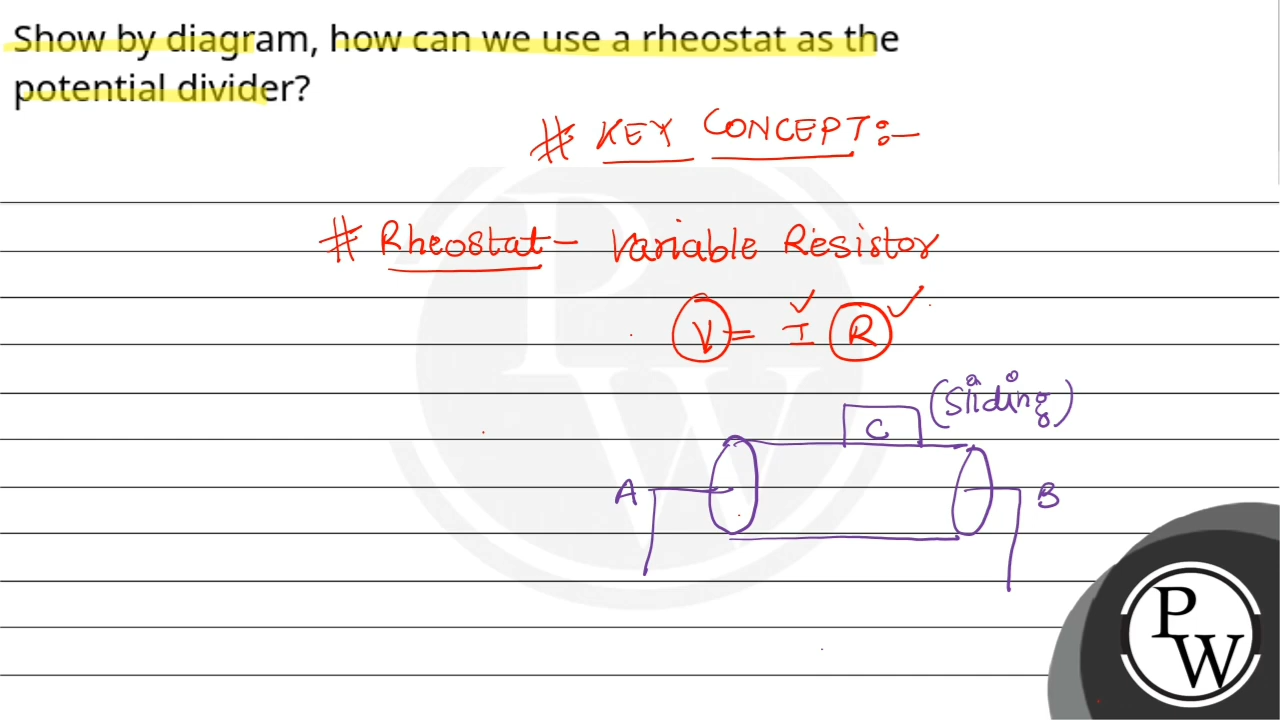 Show by diagram, how can we use a rheostat as the
potential divider?
# KEY CONCEPT:-
# Rheostat - Variable Resistor
V = I R
(Sliding)
C
A
B
PW
PW